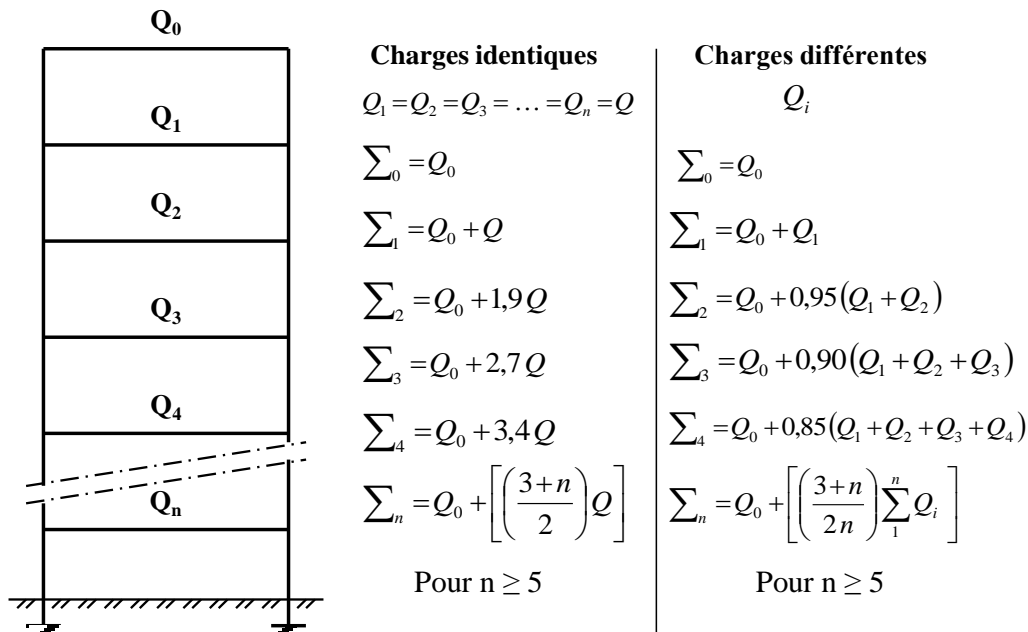 Q₀
Q₁
Q₂
Q₃
Q₄
Qₙ
Charges identiques
Q₁ = Q₂ = Q₃ = … = Qₙ = Q
∑₀ = Q₀
∑₁ = Q₀ + Q
∑₂ = Q₀ + 1,9 Q
∑₃ = Q₀ + 2,7 Q
∑₄ = Q₀ + 3,4 Q
∑ₙ = Q₀ + [((3+n)/2) Q]
Pour n ≥ 5
Charges différentes
Qᵢ
∑₀ = Q₀
∑₁ = Q₀ + Q₁
∑₂ = Q₀ + 0,95(Q₁ + Q₂)
∑₃ = Q₀ + 0,90(Q₁ + Q₂ + Q₃)
∑₄ = Q₀ + 0,85(Q₁ + Q₂ + Q₃ + Q₄)
∑ₙ = Q₀ + [((3+n)/2n) ∑₁ⁿ Qᵢ]
Pour n ≥ 5